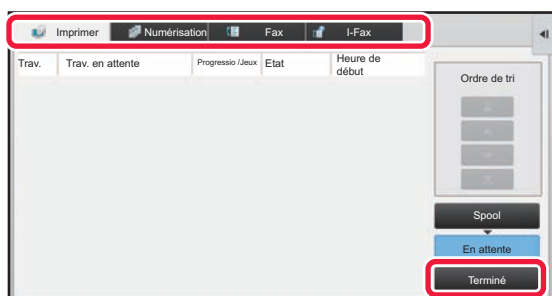 Imprimer Numérisation Fax I-Fax
Trav. Trav. en attente Progressio /Jeux Etat Heure de début
Ordre de tri
Spool
En attente
Terminé